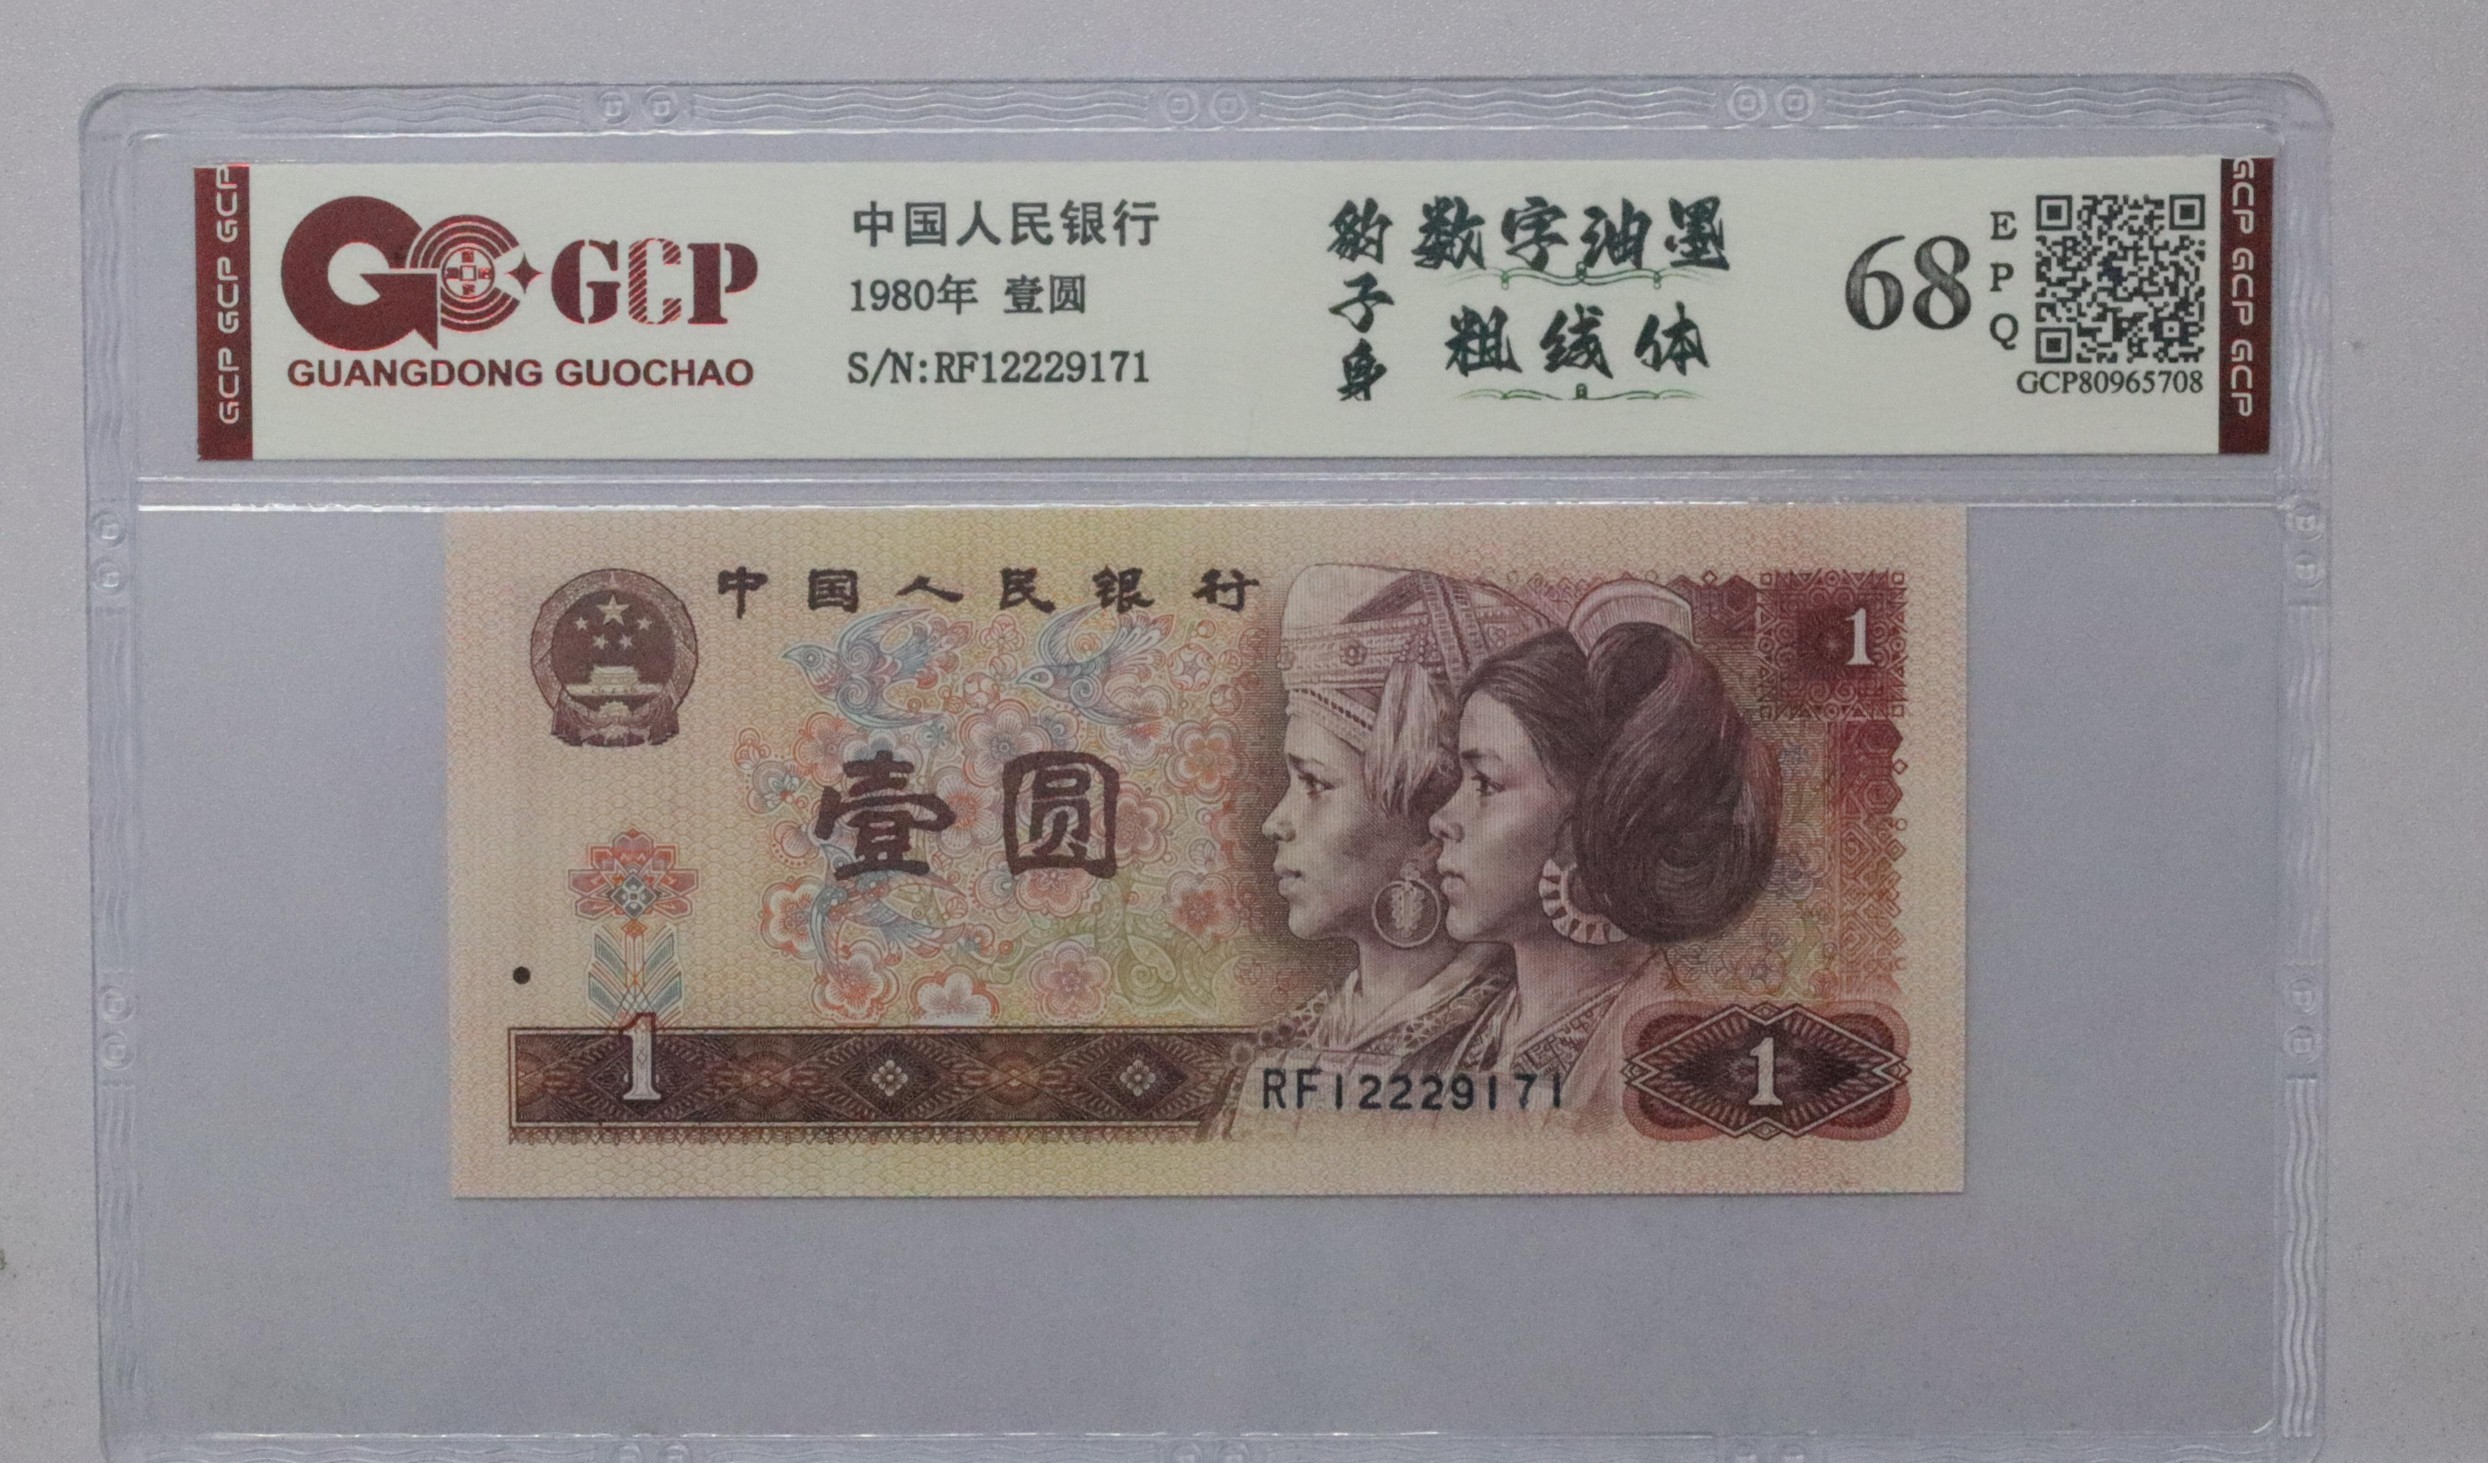 GCP GCP GCP
GCP
GUANGDONG GUOCHAO
中国人民银行
1980年 壹圆
S/N:RF12229171
豹子身
数字油墨
粗线体
68
EPQ
GCP80965708
GCP GCP GCP
中国人民银行
1
壹圆
1
RF12229171
1